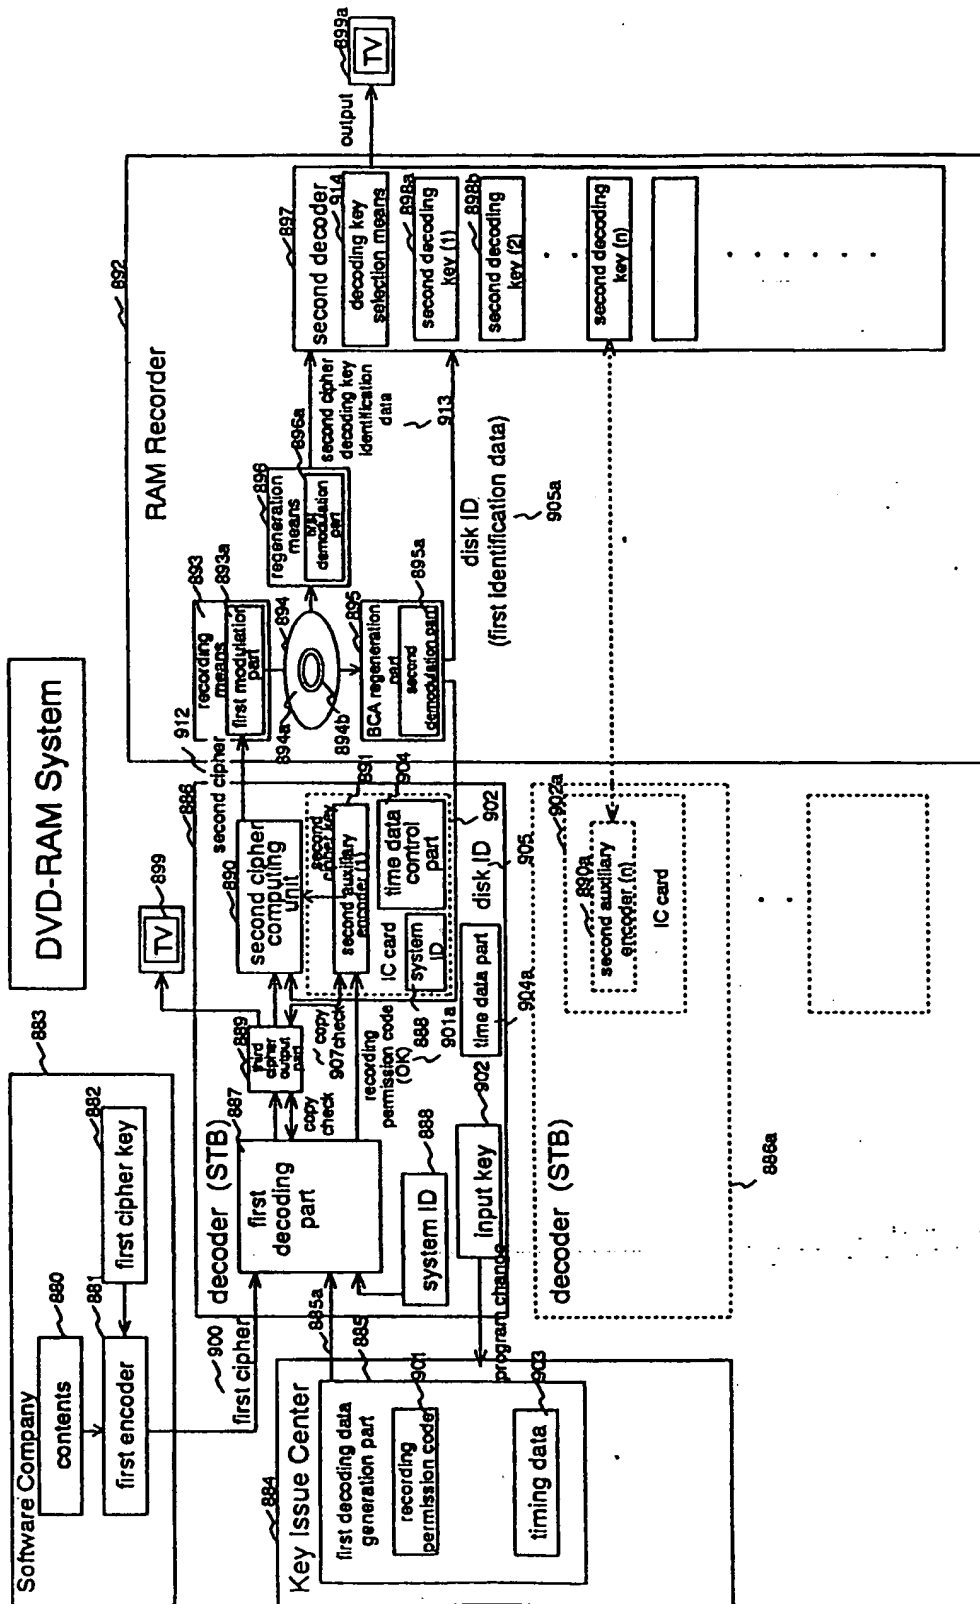 DVD-RAM System
Software Company
883
contents
880
first encoder
881
first cipher key
882
900
first cipher
Key Issue Center
884
first decoding data
generation part
885
885a
recording
permission code
901
timing data
903
program change
decoder (STB)
886
first
decoding
part
887
system ID
888
input key
902
copy
check
third
cipher
output
part
889
TV
899
copy
check
907
recording
permission code
(OK)
901a
second cipher
computing
unit
890
second cipher key
second auxiliary
encoder (1)
891
IC card
system
ID
888
time data
control
part
904
902
time data part
904a
disk ID
905
second cipher
912
decoder (STB)
886a
second auxiliary
encoder (n)
890a
IC card
902a
RAM Recorder
892
recording
means
893
first modulation
part
893a
894
894a
894b
BCA regeneration
part
895
second
demodulation part
895a
regeneration
means
896
demodulation
part
896a
second cipher
decoding key
identification
data
913
disk ID
(first identification data)
905a
second decoder
897
decoding key
selection means
914
second decoding
key (1)
898a
second decoding
key (2)
898b
second decoding
key (n)
output
TV
899a